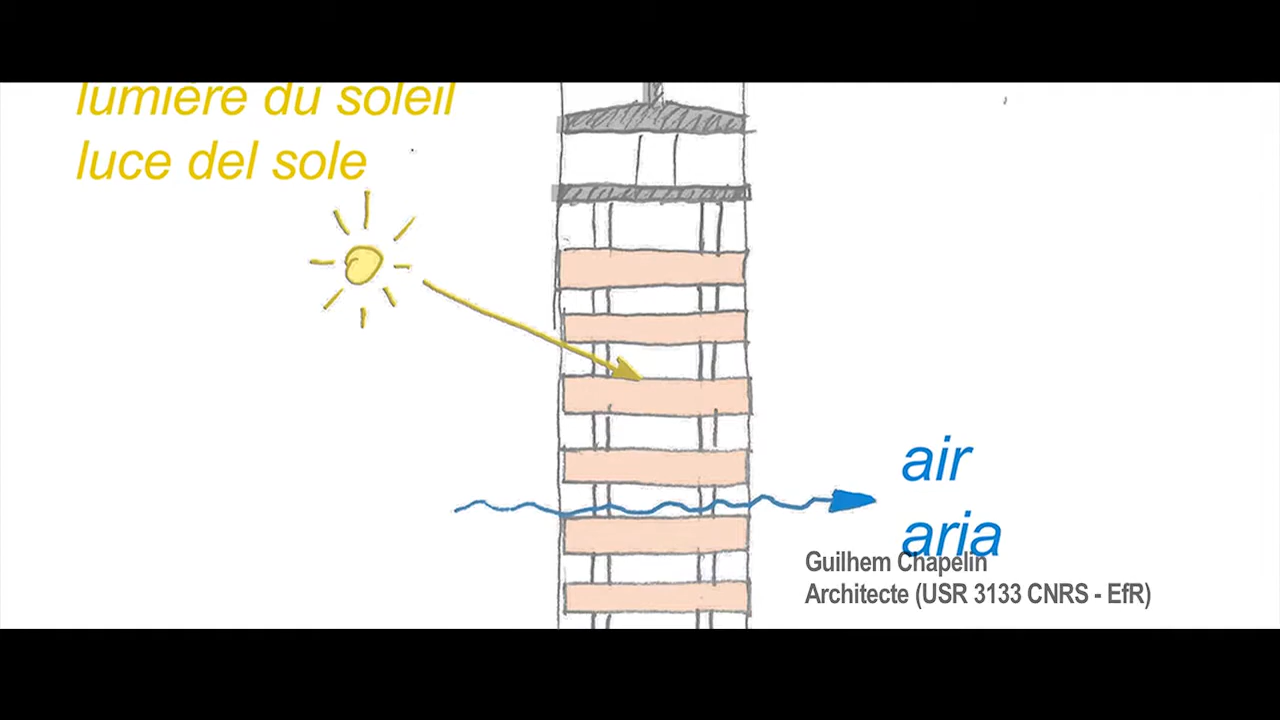 lumière du soleil
luce del sole
air
aria
Guilhem Chapelin
Architecte (USR 3133 CNRS - EfR)